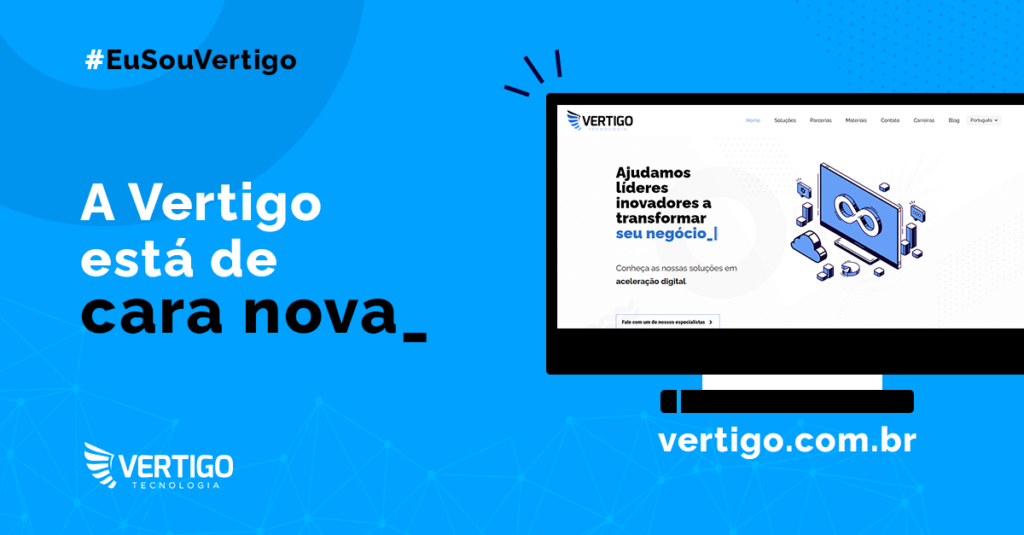 #EuSouVertigo
A Vertigo
está de
cara nova_
VERTIGO
TECNOLOGIA
VERTIGO
TECNOLOGIA
Home Soluções Parcerias Materiais Contato Carreiras Blog Português
Ajudamos
líderes
inovadores a
transformar
seu negócio_|
Conheça as nossas soluções em
aceleração digital.
Fale com um de nossos especialistas
vertigo.com.br